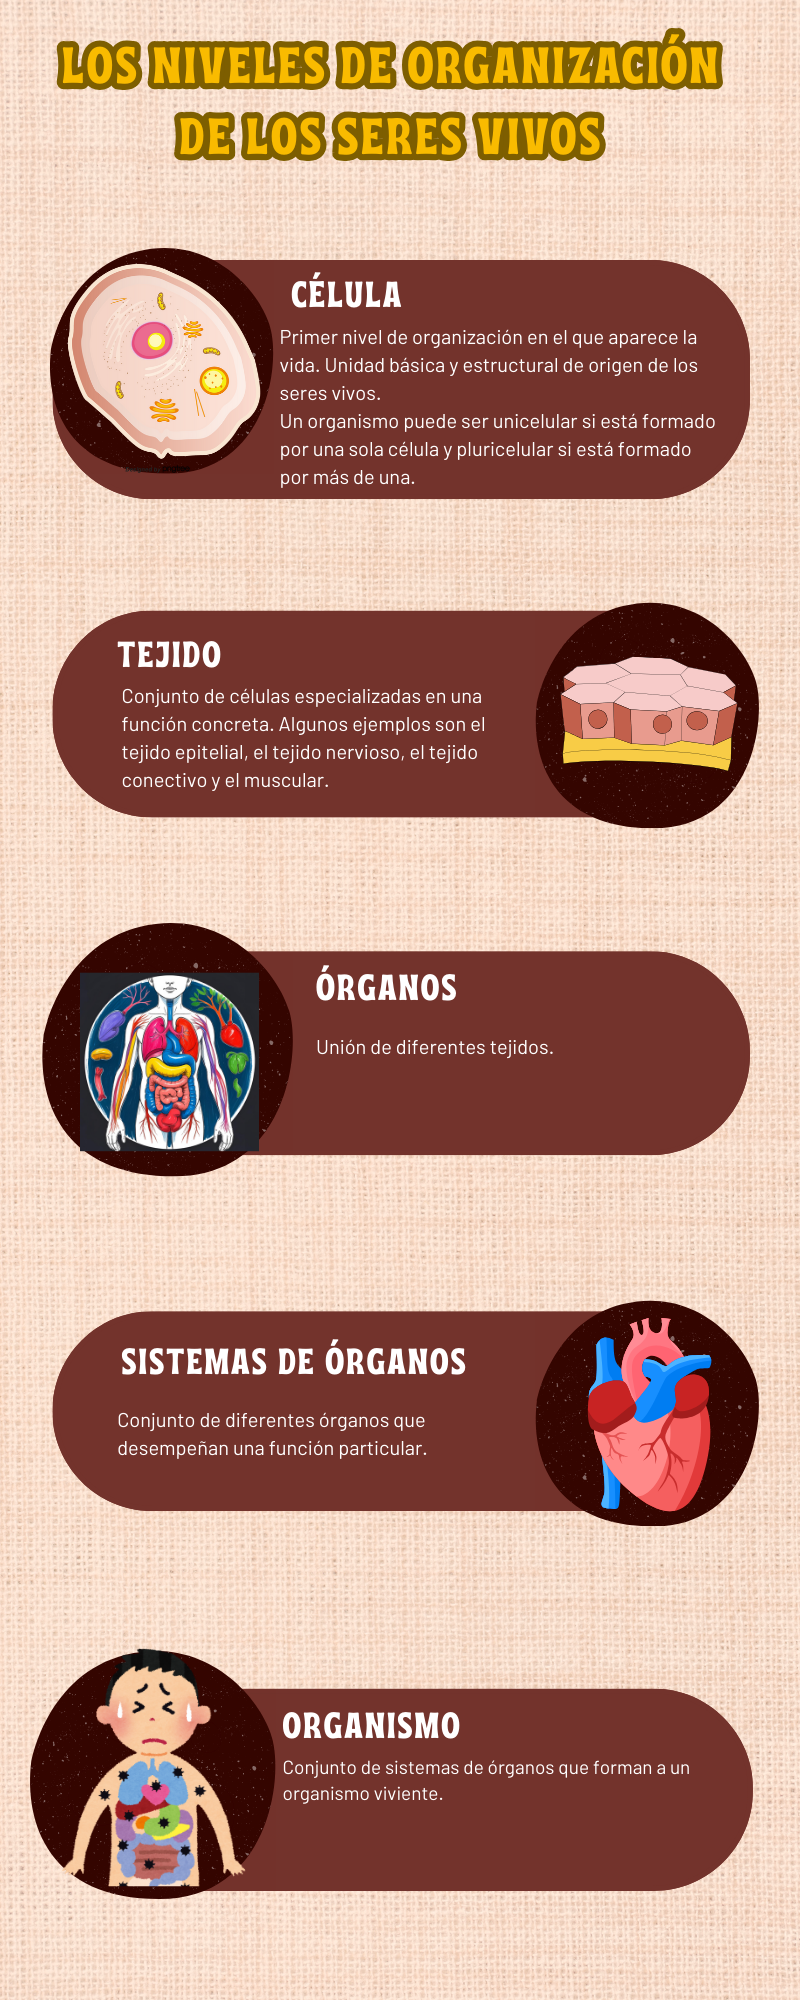 LOS NIVELES DE ORGANIZACIÓN
DE LOS SERES VIVOS
CÉLULA
Primer nivel de organización en el que aparece la
vida. Unidad básica y estructural de origen de los
seres vivos.
Un organismo puede ser unicelular si está formado
por una sola célula y pluricelular si está formado
por más de una.
TEJIDO
Conjunto de células especializadas en una
función concreta. Algunos ejemplos son el
tejido epitelial, el tejido nervioso, el tejido
conectivo y el muscular.
ÓRGANOS
Unión de diferentes tejidos.
SISTEMAS DE ÓRGANOS
Conjunto de diferentes órganos que
desempeñan una función particular.
ORGANISMO
Conjunto de sistemas de órganos que forman a un
organismo viviente.